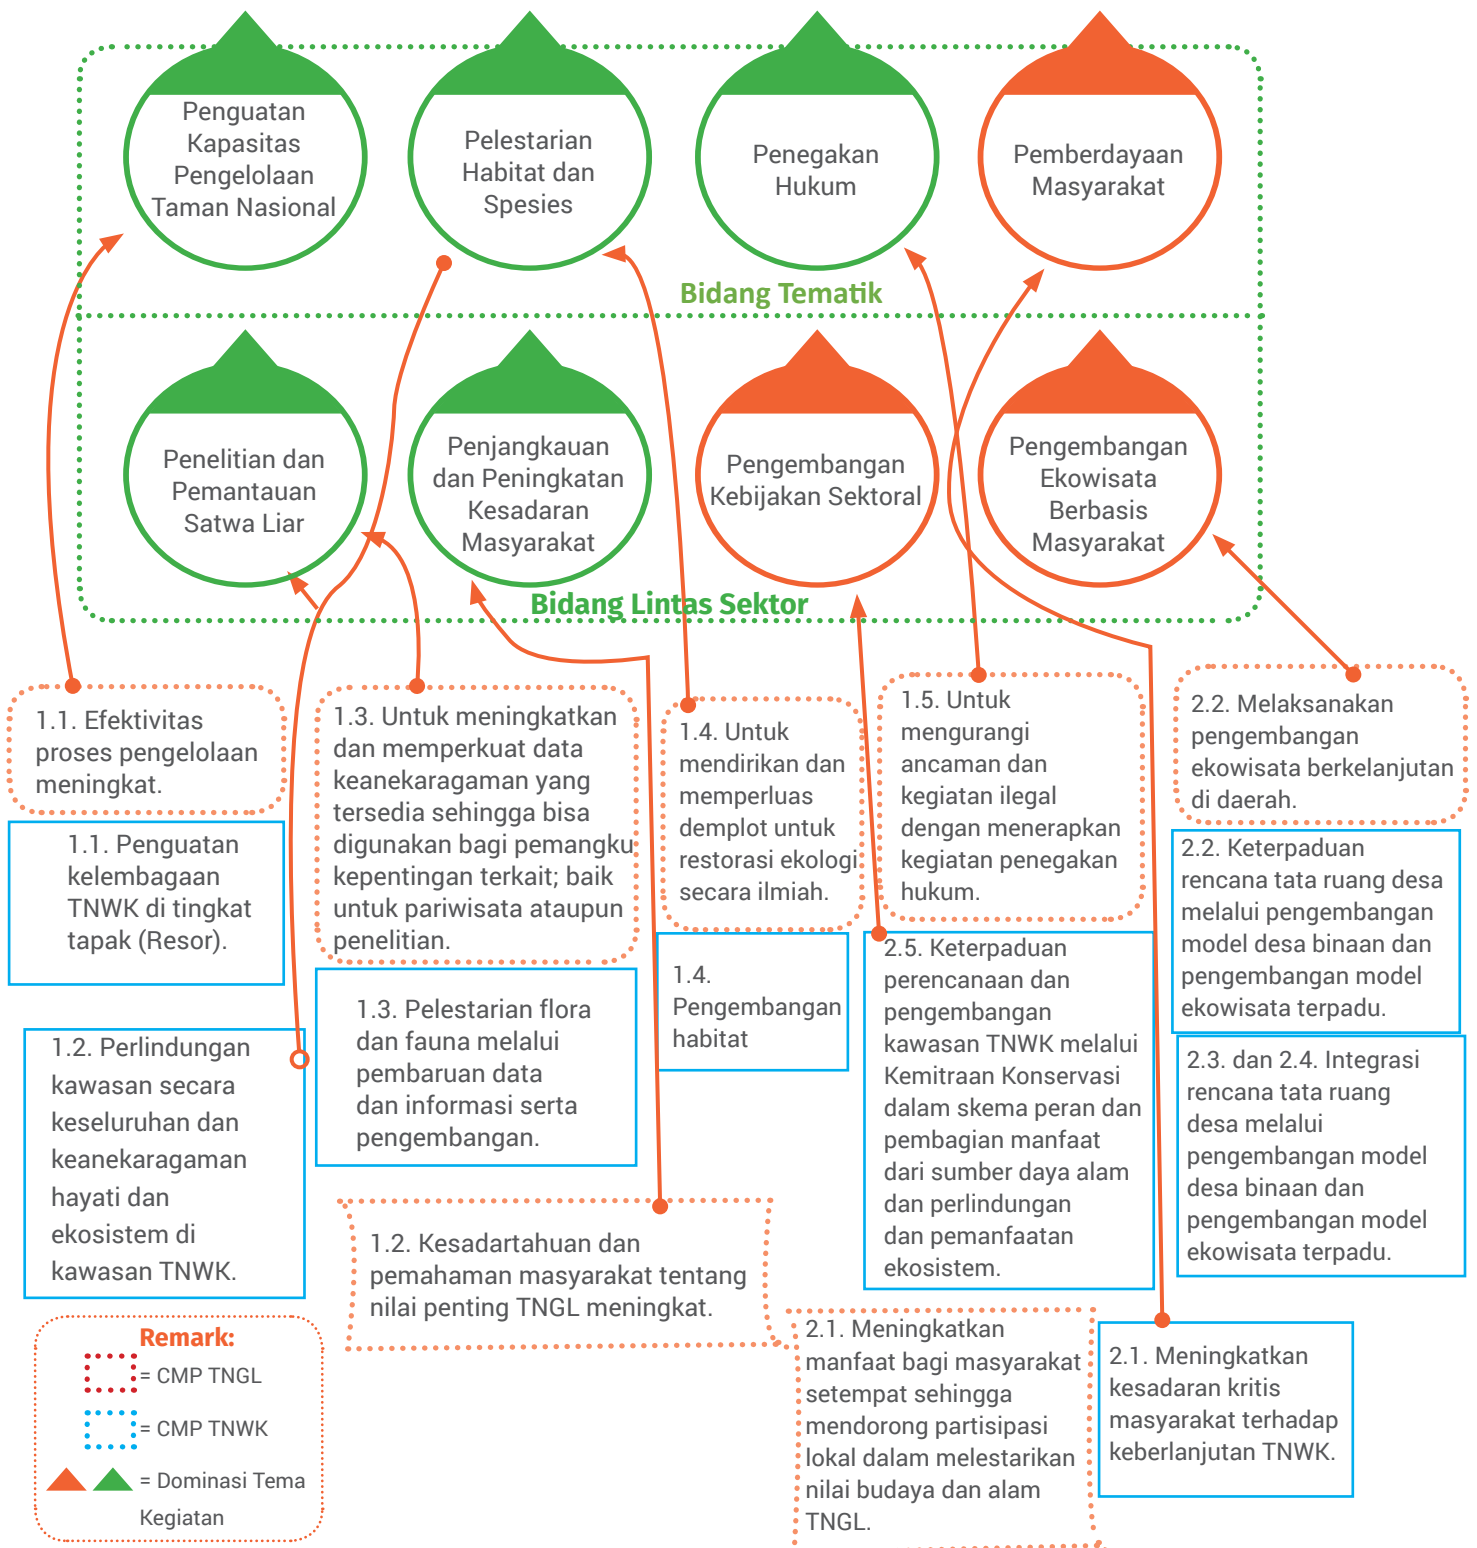 Penguatan
Kapasitas
Pengelolaan
Taman Nasional
Pelestarian
Habitat dan
Spesies
Penegakan
Hukum
Pemberdayaan
Masyarakat
Bidang Tematik
Penelitian dan
Pemantauan
Satwa Liar
Penjangkauan
dan Peningkatan
Kesadaran
Masyarakat
Pengembangan
Kebijakan Sektoral
Pengembangan
Ekowisata
Berbasis
Masyarakat
Bidang Lintas Sektor
1.1. Efektivitas
proses pengelolaan
meningkat.
1.1. Penguatan
kelembagaan
TNWK di tingkat
tapak (Resor).
1.2. Perlindungan
kawasan secara
keseluruhan dan
keanekaragaman
hayati dan
ekosistem di
kawasan TNWK.
1.3. Untuk meningkatkan
dan memperkuat data
keanekaragaman yang
tersedia sehingga bisa
digunakan bagi pemangku
kepentingan terkait; baik
untuk pariwisata ataupun
penelitian.
1.3. Pelestarian flora
dan fauna melalui
pembaruan data
dan informasi serta
pengembangan.
1.2. Kesadartahuan dan
pemahaman masyarakat tentang
nilai penting TNGL meningkat.
1.4. Untuk
mendirikan dan
memperluas
demplot untuk
restorasi ekologi
secara ilmiah.
1.4.
Pengembangan
habitat
1.5. Untuk
mengurangi
ancaman dan
kegiatan ilegal
dengan menerapkan
kegiatan penegakan
hukum.
2.5. Keterpaduan
perencanaan dan
pengembangan
kawasan TNWK melalui
Kemitraan Konservasi
dalam skema peran dan
pembagian manfaat
dari sumber daya alam
dan perlindungan
dan pemanfaatan
ekosistem.
2.1. Meningkatkan
manfaat bagi masyarakat
setempat sehingga
mendorong partisipasi
lokal dalam melestarikan
nilai budaya dan alam
TNGL.
2.2. Melaksanakan
pengembangan
ekowisata berkelanjutan
di daerah.
2.2. Keterpaduan
rencana tata ruang desa
melalui pengembangan
model desa binaan dan
pengembangan model
ekowisata terpadu.
2.3. dan 2.4. Integrasi
rencana tata ruang
desa melalui
pengembangan model
desa binaan dan
pengembangan model
ekowisata terpadu.
2.1. Meningkatkan
kesadaran kritis
masyarakat terhadap
keberlanjutan TNWK.
Remark:
= CMP TNGL
= CMP TNWK
= Dominasi Tema
Kegiatan